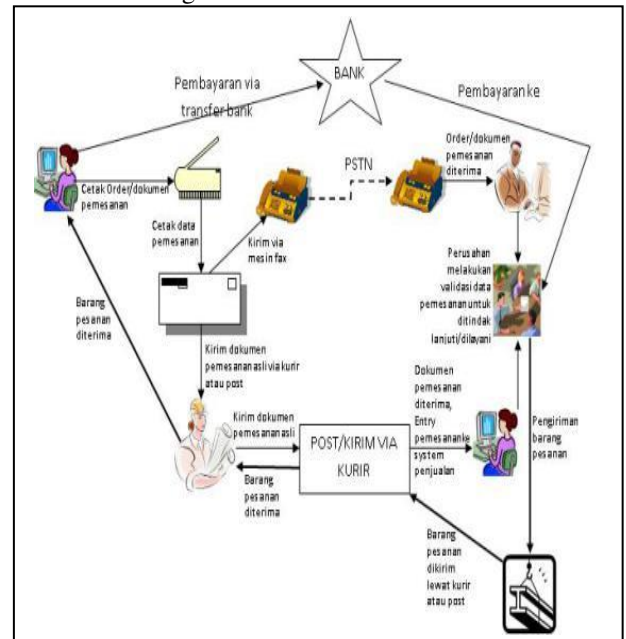 BANK
Pembayaran via
transfer bank
Pembayaran ke
Order/dokumen
pemesanan
diterima
PSTN
Cetak Order/dokumen
pemesanan
Cetak data
pemesanan
Kirim via
mesin fax
Perusahan
melakukan
validasi data
pemesanan untuk
ditindak
lanjuti/dilayani
Barang
pesanan
diterima
Kirim dokumen
pemesanan asli via kurir
atau post
Dokumen
pemesanan
diterima,
Entry
pemesanan ke
system
penjualan
Pengiriman
barang
pesanan
Kirim dokumen
pemesanan asli
POST/KIRIM VIA
KURIR
Barang
pesanan
diterima
Barang
pesanan
dikirim
lewat kurir
atau post